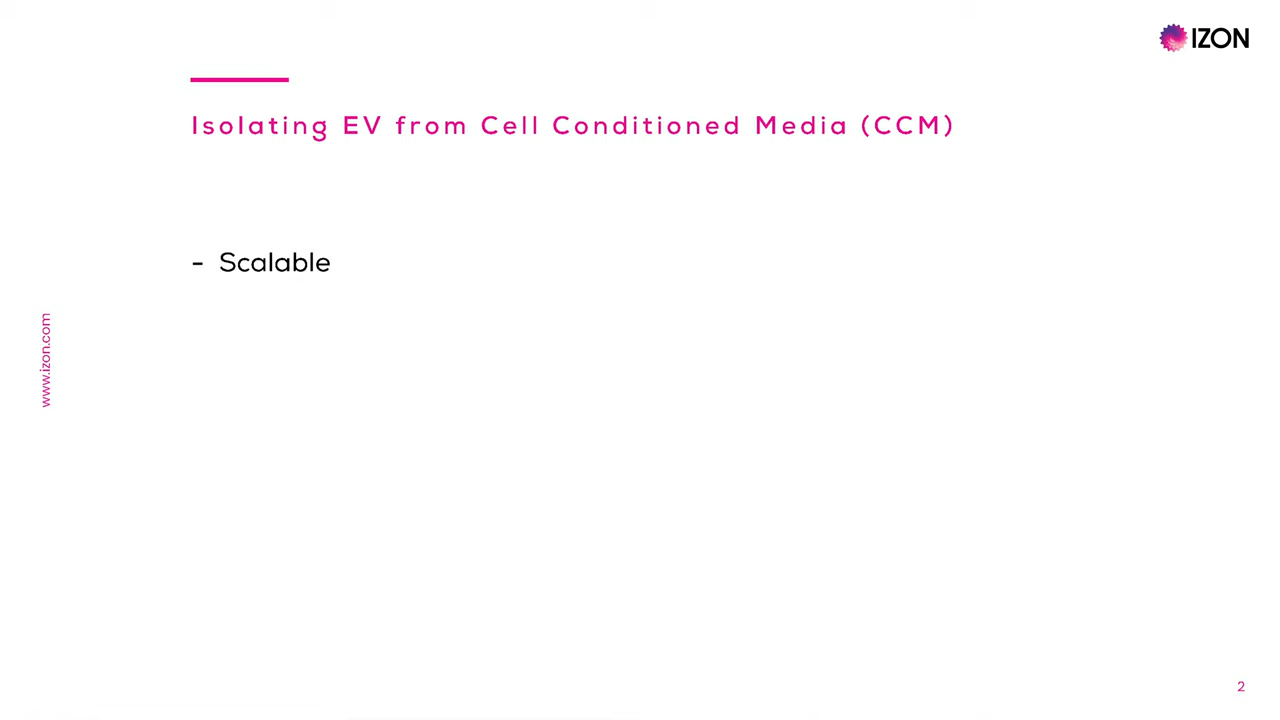 IZON
Isolating EV from Cell Conditioned Media (CCM)
- Scalable
www.izon.com
2